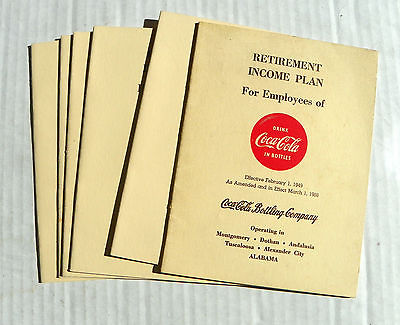 RETIREMENT
INCOME PLAN
For Employees of
DRINK
Coca-Cola
IN BOTTLES
Effective February 1, 1949
As Amended and in Effect March 1, 1960
Coca-Cola Bottling Company
Operating in
Montgomery • Dothan • Andalusia
Tuscaloosa • Alexander City
ALABAMA